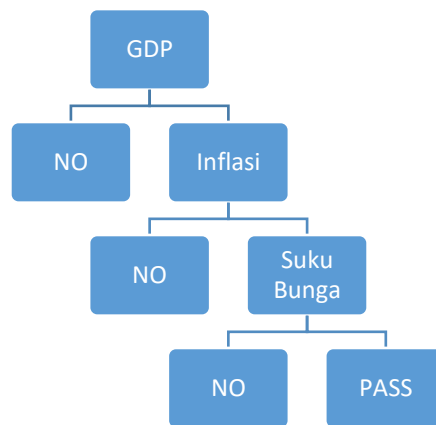 GDP
NO
Inflasi
NO
Suku
Bunga
NO
PASS